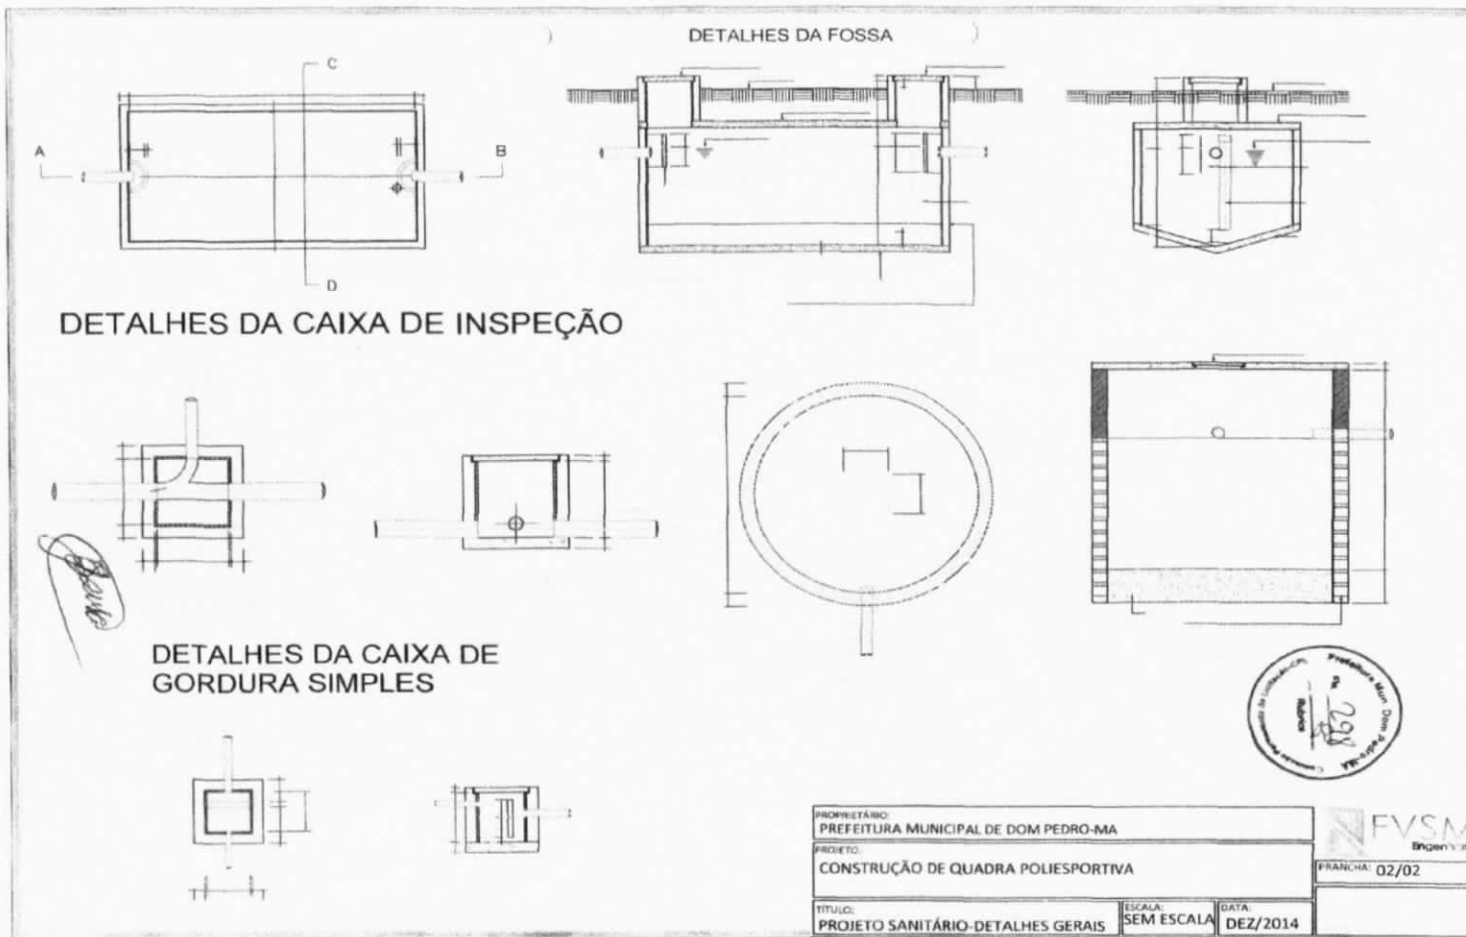 DETALHES DA FOSSA
C
A
B
D
DETALHES DA CAIXA DE INSPEÇÃO
DETALHES DA CAIXA DE
GORDURA SIMPLES
Prefeitura Mun. Dom Pedro-MA
298
Rubrica
PROPRIETÁRIO:
PREFEITURA MUNICIPAL DE DOM PEDRO-MA
PROJETO:
CONSTRUÇÃO DE QUADRA POLIESPORTIVA
FVSM
PRANCHA: 02/02
TÍTULO:
PROJETO SANITÁRIO-DETALHES GERAIS
ESCALA:
SEM ESCALA
DATA:
DEZ/2014